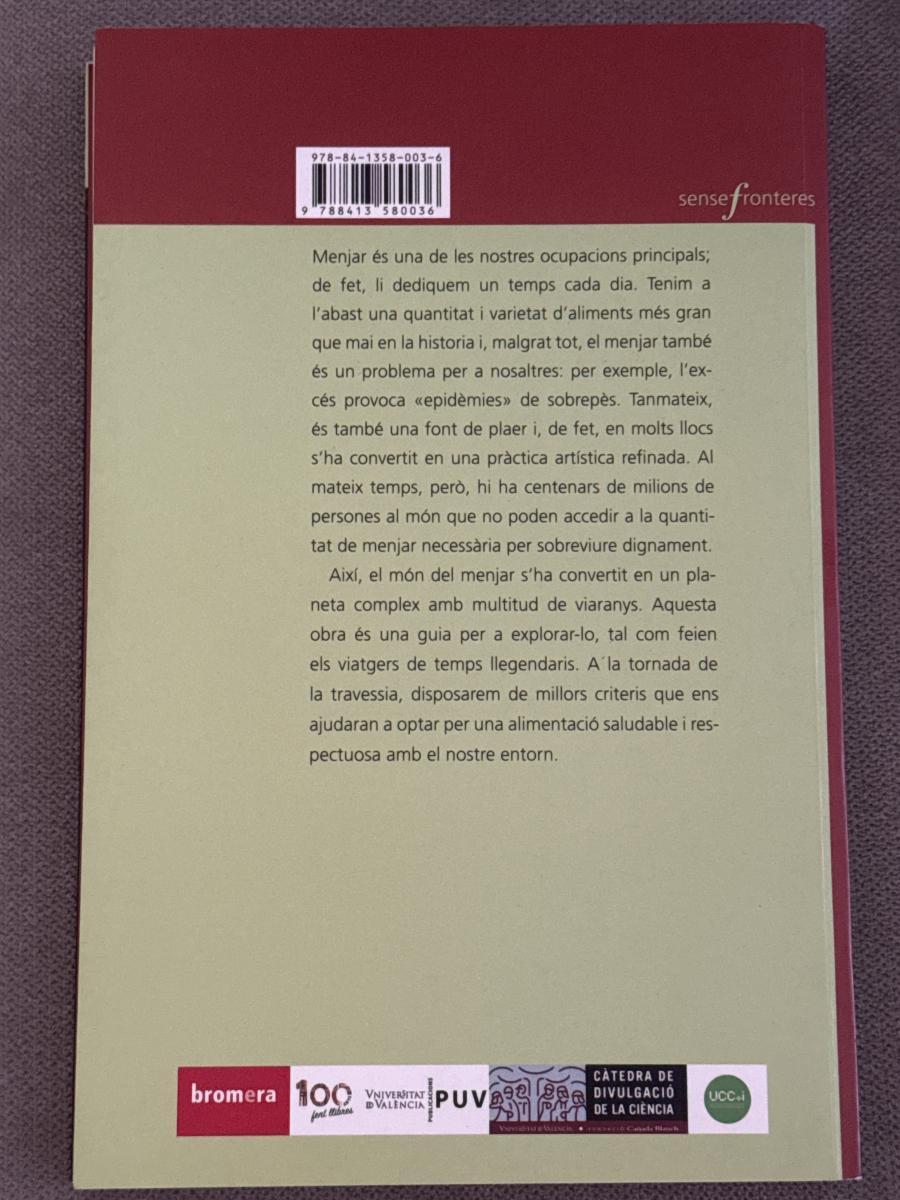 978-84-1358-003-6
9 788413 580036
sensefronteres
Menjar és una de les nostres ocupacions principals;
de fet, li dediquem un temps cada dia. Tenim a
l'abast una quantitat i varietat d'aliments més gran
que mai en la historia i, malgrat tot, el menjar també
és un problema per a nosaltres: per exemple, l'ex-
cés provoca «epidèmies» de sobrepès. Tanmateix,
és també una font de plaer i, de fet, en molts llocs
s'ha convertit en una pràctica artística refinada. Al
mateix temps, però, hi ha centenars de milions de
persones al món que no poden accedir a la quanti-
tat de menjar necessària per sobreviure dignament.
Així, el món del menjar s'ha convertit en un pla-
neta complex amb multitud de viaranys. Aquesta
obra és una guia per a explorar-lo, tal com feien
els viatgers de temps llegendaris. A la tornada de
la travessia, disposarem de millors criteris que ens
ajudaran a optar per una alimentació saludable i res-
pectuosa amb el nostre entorn.
bromera
100
fent llibres
VNIVERSITAT
D VALÈNCIA
PUBLICACIONS
PUV
CÀTEDRA DE
DIVULGACIÓ
DE LA CIÈNCIA
VNIVERSITAT D VALÈNCIA • FUNDACIÓ Cañada Blanch
UCC+i